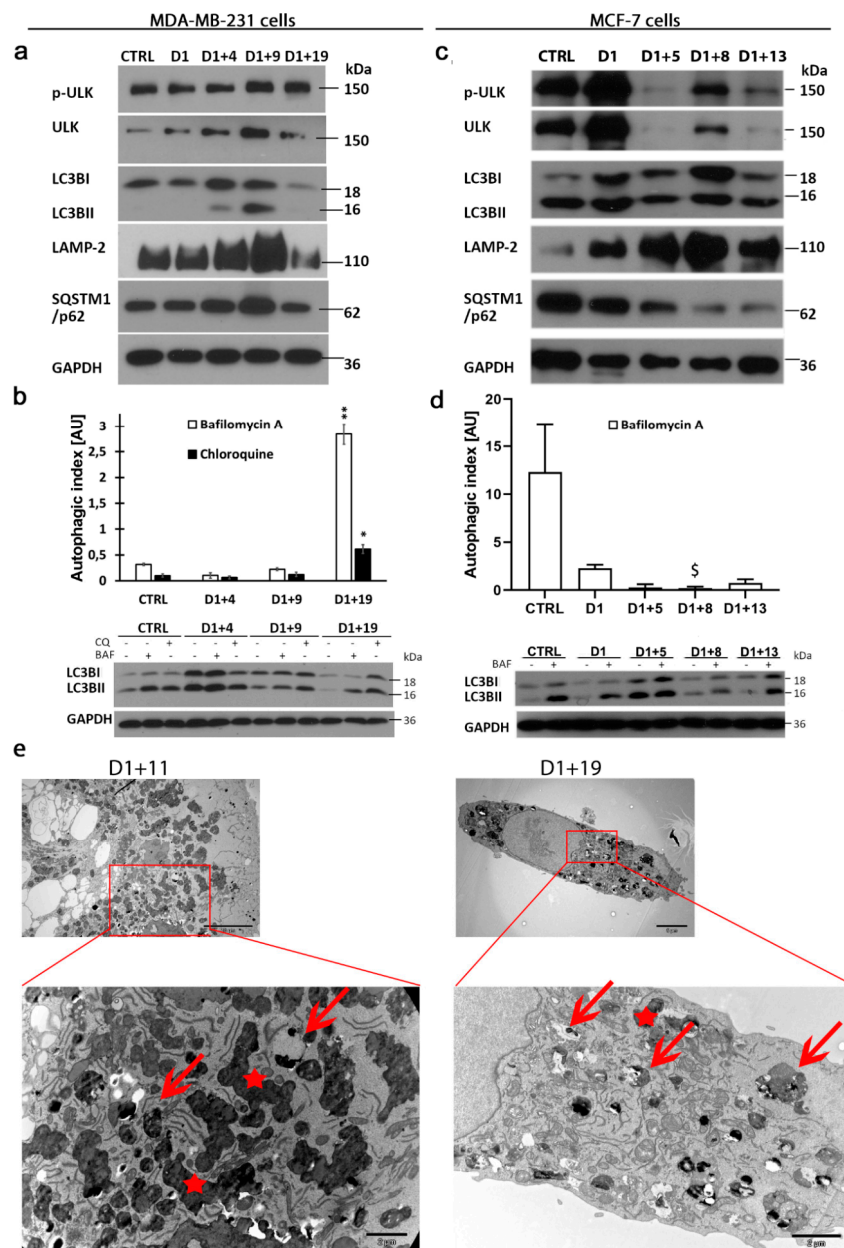 MDA-MB-231 cells
MCF-7 cells
a
CTRL D1 D1+4 D1+9 D1+19
kDa
p-ULK
150
ULK
150
LC3BI
18
LC3BII
16
LAMP-2
110
SQSTM1
/p62
62
GAPDH
36
c
CTRL D1 D1+5 D1+8 D1+13
kDa
p-ULK
150
ULK
150
LC3BI
18
16
LC3BII
LAMP-2
110
SQSTM1
/p62
62
GAPDH
36
b
Autophagic index [AU]
3
2,5
2
1,5
1
0,5
0
Bafilomycin A
Chloroquine
**
*
CTRL D1+4 D1+9 D1+19
CTRL D1+4 D1+9 D1+19
CQ - - + - - + - - + - - +
BAF - + - - + - - + - - + -
kDa
LC3BI
18
LC3BII
16
GAPDH
36
d
Autophagic index [AU]
20
15
10
5
0
Bafilomycin A
$
CTRL D1 D1+5 D1+8 D1+13
CTRL D1 D1+5 D1+8 D1+13
BAF - + - + - + - + - +
kDa
LC3BI
18
LC3BII
16
GAPDH
36
e
D1+11
D1+19
2 µm
2 µm